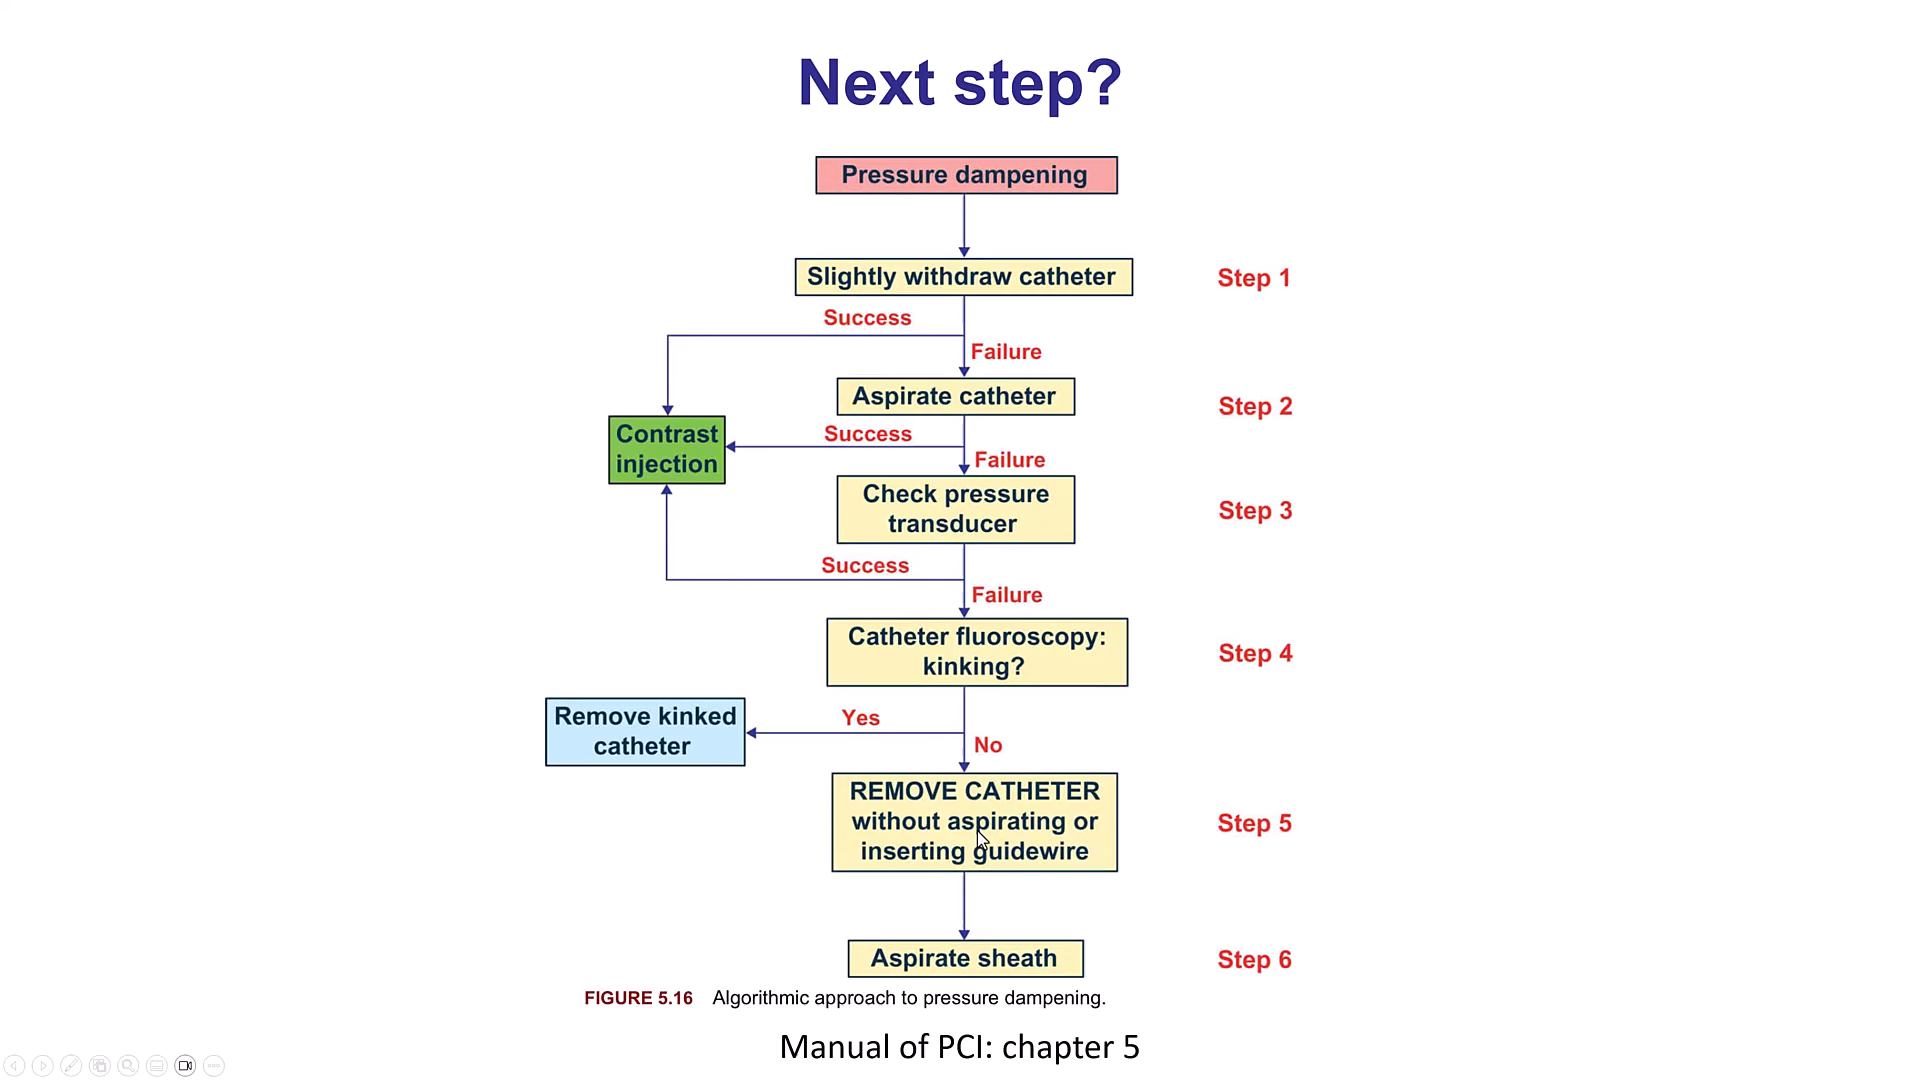 Next step?
Pressure dampening
Slightly withdraw catheter
Step 1
Success
Failure
Aspirate catheter
Step 2
Contrast
injection
Success
Failure
Check pressure
transducer
Step 3
Success
Failure
Catheter fluoroscopy:
kinking?
Step 4
Remove kinked
catheter
Yes
No
REMOVE CATHETER
without aspirating or
inserting guidewire
Step 5
Aspirate sheath
Step 6
FIGURE 5.16 Algorithmic approach to pressure dampening.
Manual of PCI: chapter 5